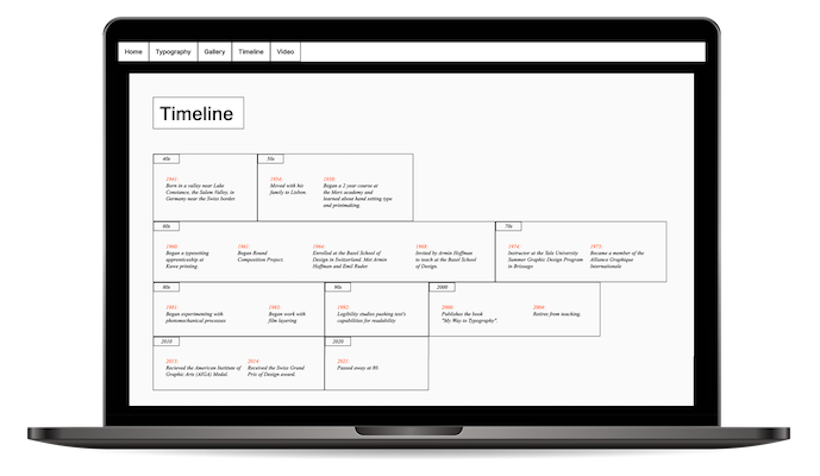 Home Typography Gallery Timeline Video
Timeline
40s
1941:
Born in a valley near Lake
Constance, the Salem Valley, in
Germany near the Swiss border
50s
1954:
Moved with his
family to Lisbon.
1958:
Began a 2 year course at
the Merz academy and
learned about hand setting type
and printmaking.
60s
1960:
Began a typesetting
apprenticeship at
Ruwe printing.
1962:
Began Round
Composition Project.
1964:
Enrolled at the Basel School of
Design in Switzerland. Met Armin
Hoffman and Emil Ruder.
1968:
Invited by Armin Hoffman
to teach at the Basel School
of Design.
70s
1974:
Instructor at the Yale University
Summer Graphic Design Program
in Brissago
Became a member of the
Alliance Graphique
Internationale
80s
1981:
Began experimenting with
photomechanical processes
Began work with
film layering
90s
1992:
Legibility studies pushing text's
capabilities for readability
2000
2000:
Publishes the book
"My Way to Typography".
2004:
Retires from teaching.
2010
2013:
Recieved the American Institute of
Graphic Arts (AIGA) Medal.
2014:
Received the Swiss Grand
Prix of Design award.
2020
2021:
Passed away at 80.